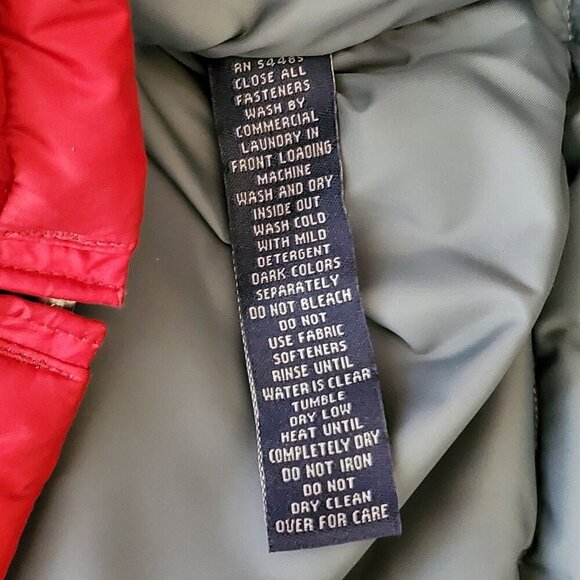 RN 54485
CLOSE ALL
FASTENERS
WASH BY
COMMERCIAL
LAUNDRY IN
FRONT LOADING
MACHINE
WASH AND DRY
INSIDE OUT
WASH COLD
WITH MILD
DETERGENT
DARK COLORS
SEPARATELY
DO NOT BLEACH
DO NOT
USE FABRIC
SOFTENERS
RINSE UNTIL
WATER IS CLEAR
TUMBLE
DRY LOW
HEAT UNTIL
COMPLETELY DRY
DO NOT IRON
DO NOT
DRY CLEAN
OVER FOR CARE